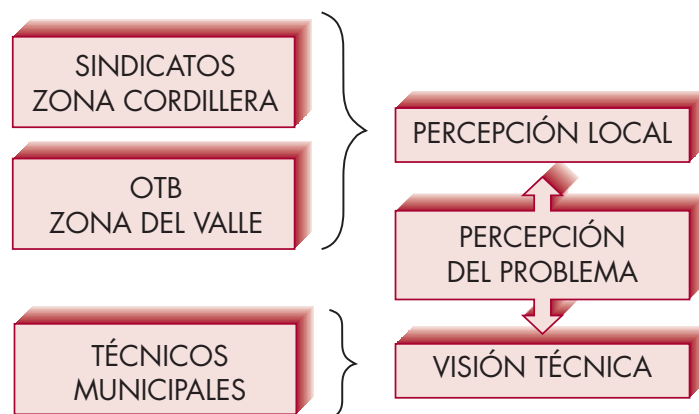 SINDICATOS
ZONA CORDILLERA
OTB
ZONA DEL VALLE
TÉCNICOS
MUNICIPALES
PERCEPCIÓN LOCAL
PERCEPCIÓN
DEL PROBLEMA
VISIÓN TÉCNICA